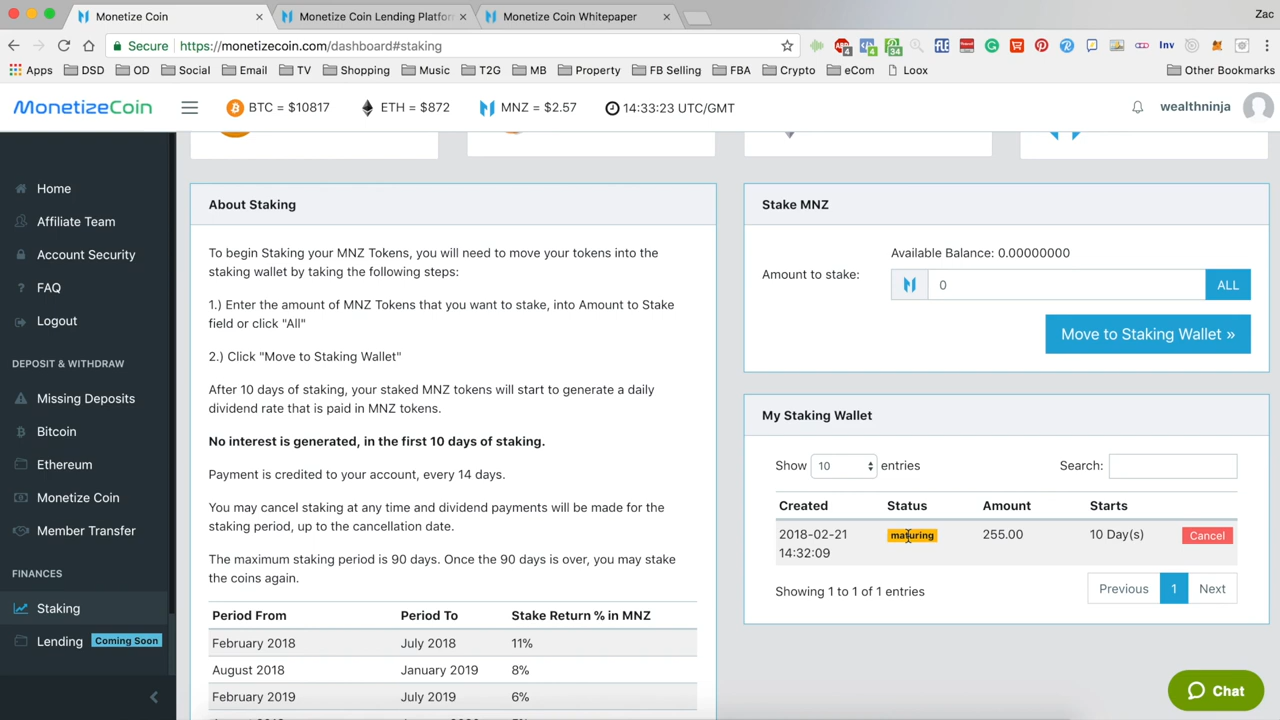 Monetize Coin
Monetize Coin Lending Platfor
Monetize Coin Whitepaper
Zac
Secure
https://monetizecoin.com/dashboard#staking
Apps
DSD
OD
Social
Email
TV
Shopping
Music
T2G
MB
Property
FB Selling
FBA
Crypto
eCom
Loox
Other Bookmarks
MonetizeCoin
BTC = $10817
ETH = $872
MNZ = $2.57
14:33:23 UTC/GMT
wealthninja
Home
Affiliate Team
Account Security
FAQ
Logout
DEPOSIT & WITHDRAW
Missing Deposits
Bitcoin
Ethereum
Monetize Coin
Member Transfer
FINANCES
Staking
Lending Coming Soon
About Staking
To begin Staking your MNZ Tokens, you will need to move your tokens into the
staking wallet by taking the following steps:
1.) Enter the amount of MNZ Tokens that you want to stake, into Amount to Stake
field or click "All"
2.) Click "Move to Staking Wallet"
After 10 days of staking, your staked MNZ tokens will start to generate a daily
dividend rate that is paid in MNZ tokens.
No interest is generated, in the first 10 days of staking.
Payment is credited to your account, every 14 days.
You may cancel staking at any time and dividend payments will be made for the
staking period, up to the cancellation date.
The maximum staking period is 90 days. Once the 90 days is over, you may stake
the coins again.
Period From Period To Stake Return % in MNZ
February 2018 July 2018 11%
August 2018 January 2019 8%
February 2019 July 2019 6%
Stake MNZ
Available Balance: 0.00000000
Amount to stake:
0
ALL
Move to Staking Wallet »
My Staking Wallet
Show 10 entries
Search:
Created Status Amount Starts
2018-02-21 maturing 255.00 10 Day(s) Cancel
14:32:09
Showing 1 to 1 of 1 entries
Previous 1 Next
Chat